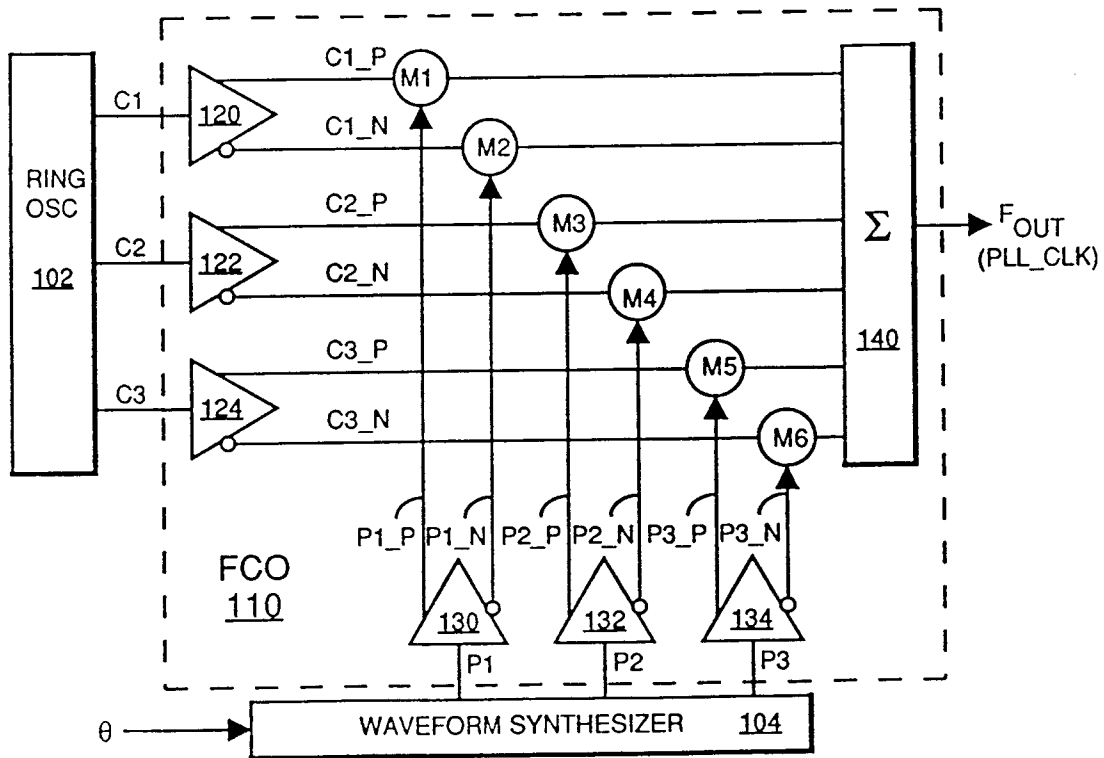 C1_P
M1
C1
120
C1_N
M2
RING
OSC
102
C2_P
M3
Σ
F OUT
(PLL_CLK)
C2
122
C2_N
M4
140
C3_P
M5
C3
124
C3_N
M6
P1_P P1_N P2_P P2_N P3_P P3_N
FCO
110
130
132
134
P1
P2
P3
θ
WAVEFORM SYNTHESIZER 104